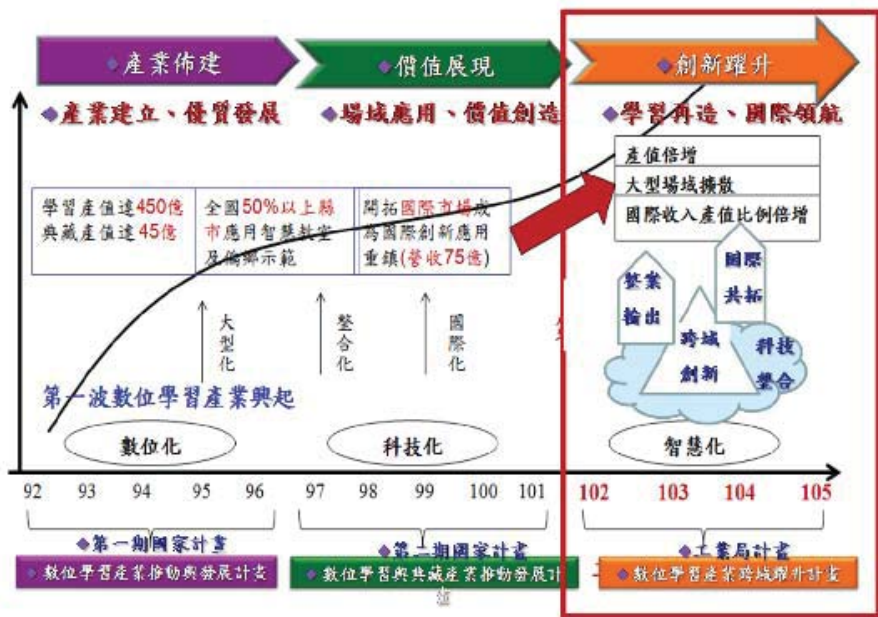 產業佈建
價值展現
創新躍升
產業建立、優質發展
場域應用、價值創造
學習再造、國際領航
學習產值達450億
典藏產值達45億
全國50%以上縣
市應用智慧教室
及偏鄉示範
開拓國際市場成
為國際創新應用
重鎮(營收75億)
產值倍增
大型場域擴散
國際收入產值比例倍增
大型化
整合化
國際化
整案
輸出
國際
共拓
跨域
創新
科技
整合
第一波數位學習產業興起
數位化
科技化
智慧化
92 93 94 95 96 97 98 99 100 101 102 103 104 105
第一期國家計畫
數位學習產業推動與發展計畫
第二期國家計畫
數位學習與典藏產業推動發展計
畫
工業局計畫
數位學習產業跨域躍升計畫